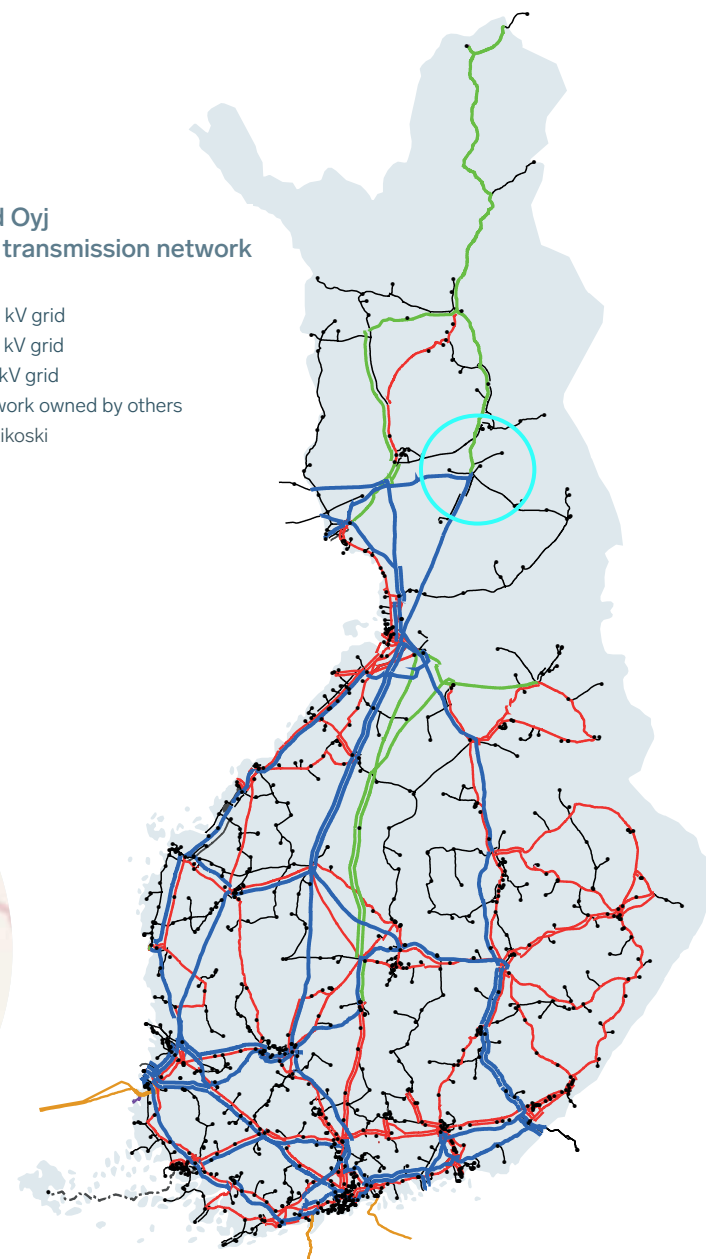 d Oyj
transmission network
kV grid
kV grid
kV grid
work owned by others
ikoski